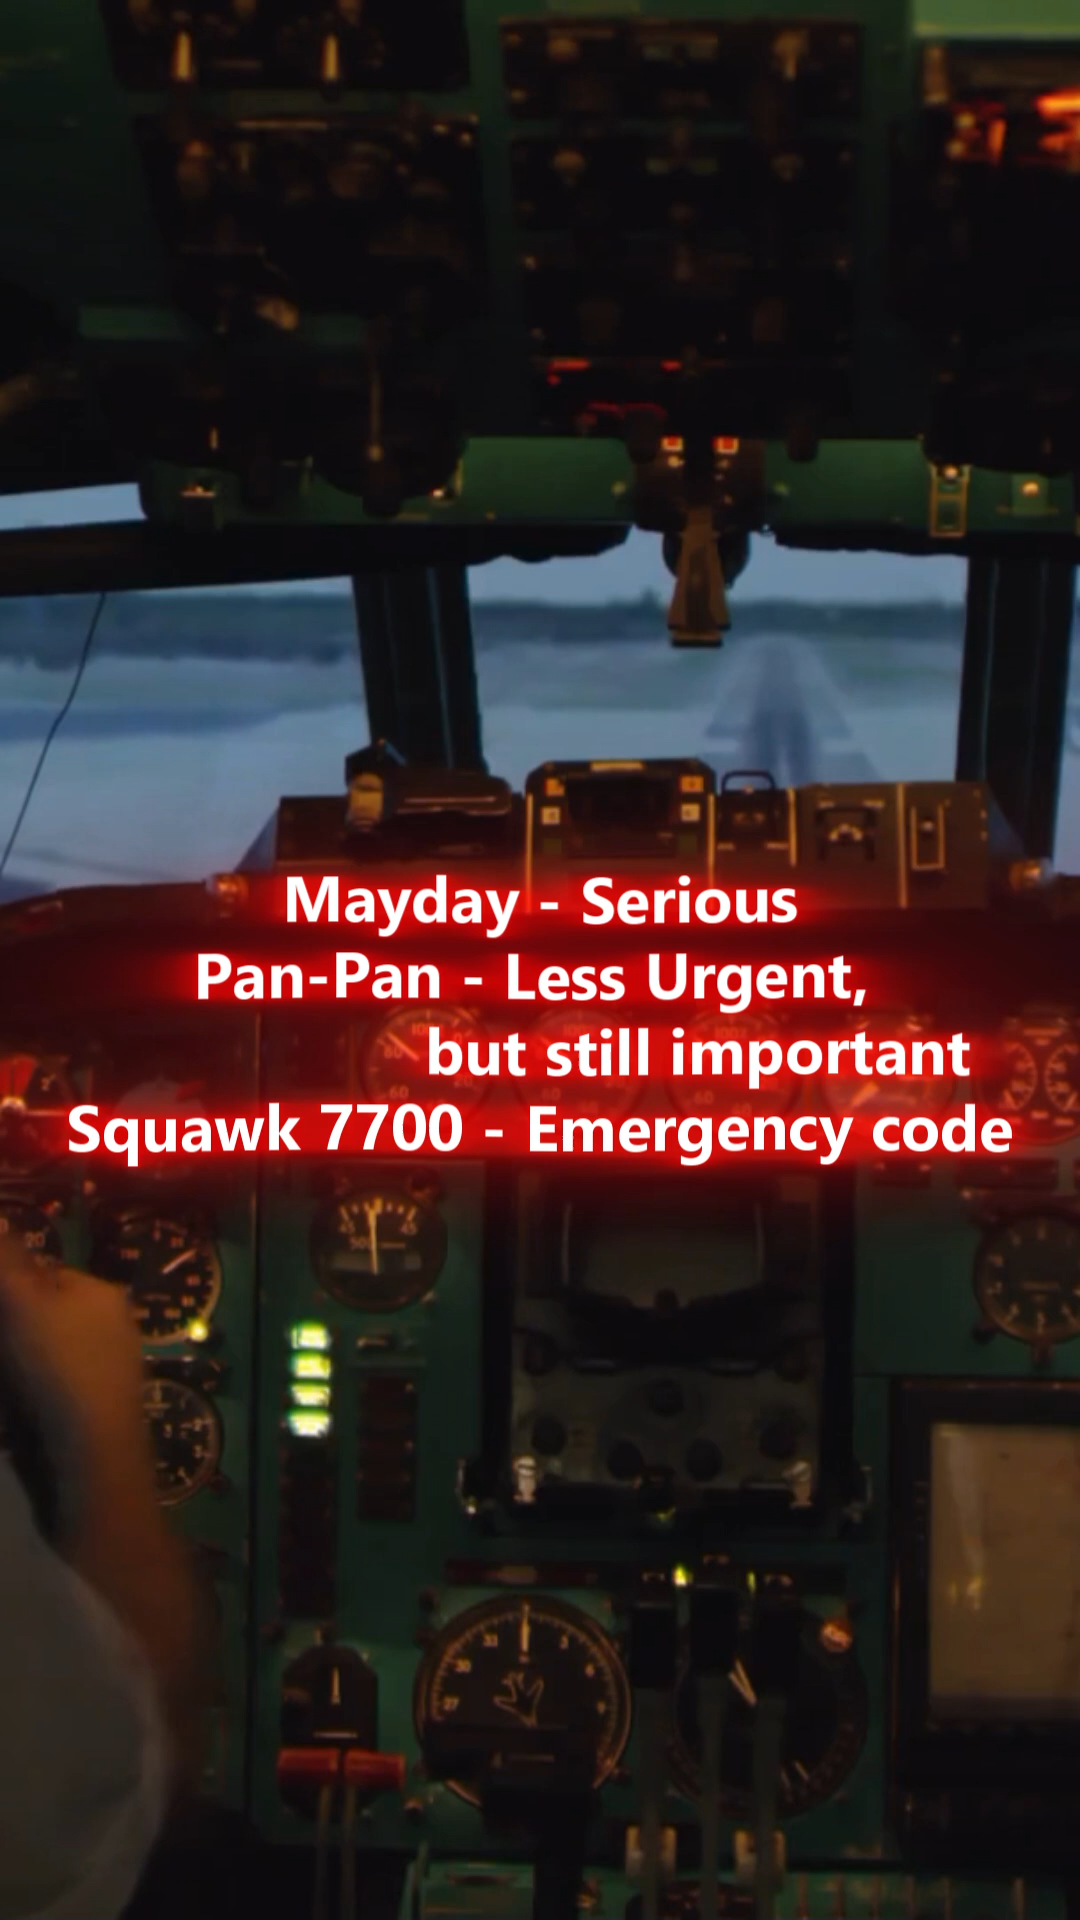 Mayday - Serious
Pan-Pan - Less Urgent,
but still important
Squawk 7700 - Emergency code